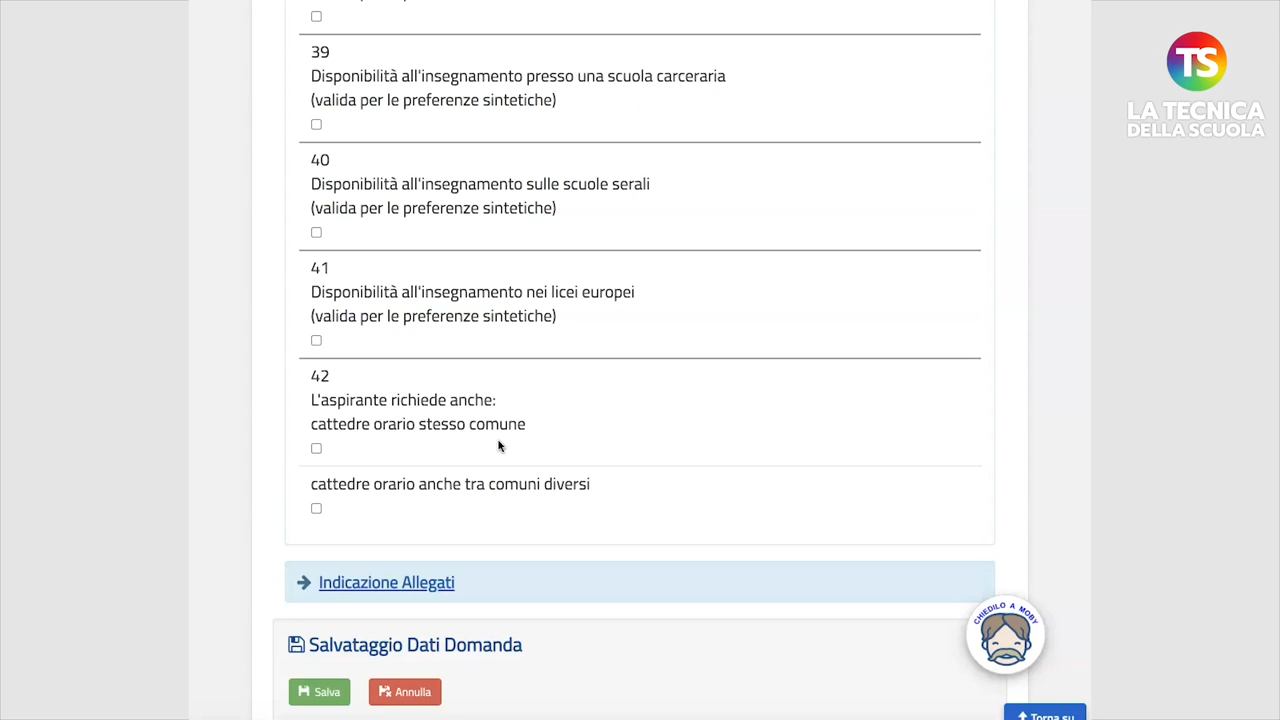 TS
LA TECNICA
DELLA SCUOLA
39
Disponibilità all'insegnamento presso una scuola carceraria
(valida per le preferenze sintetiche)
40
Disponibilità all'insegnamento sulle scuole serali
(valida per le preferenze sintetiche)
41
Disponibilità all'insegnamento nei licei europei
(valida per le preferenze sintetiche)
42
L'aspirante richiede anche:
cattedre orario stesso comune
cattedre orario anche tra comuni diversi
Indicazione Allegati
CHIEDILO A MOBY
Salvataggio Dati Domanda
Salva
Annulla
Torna su